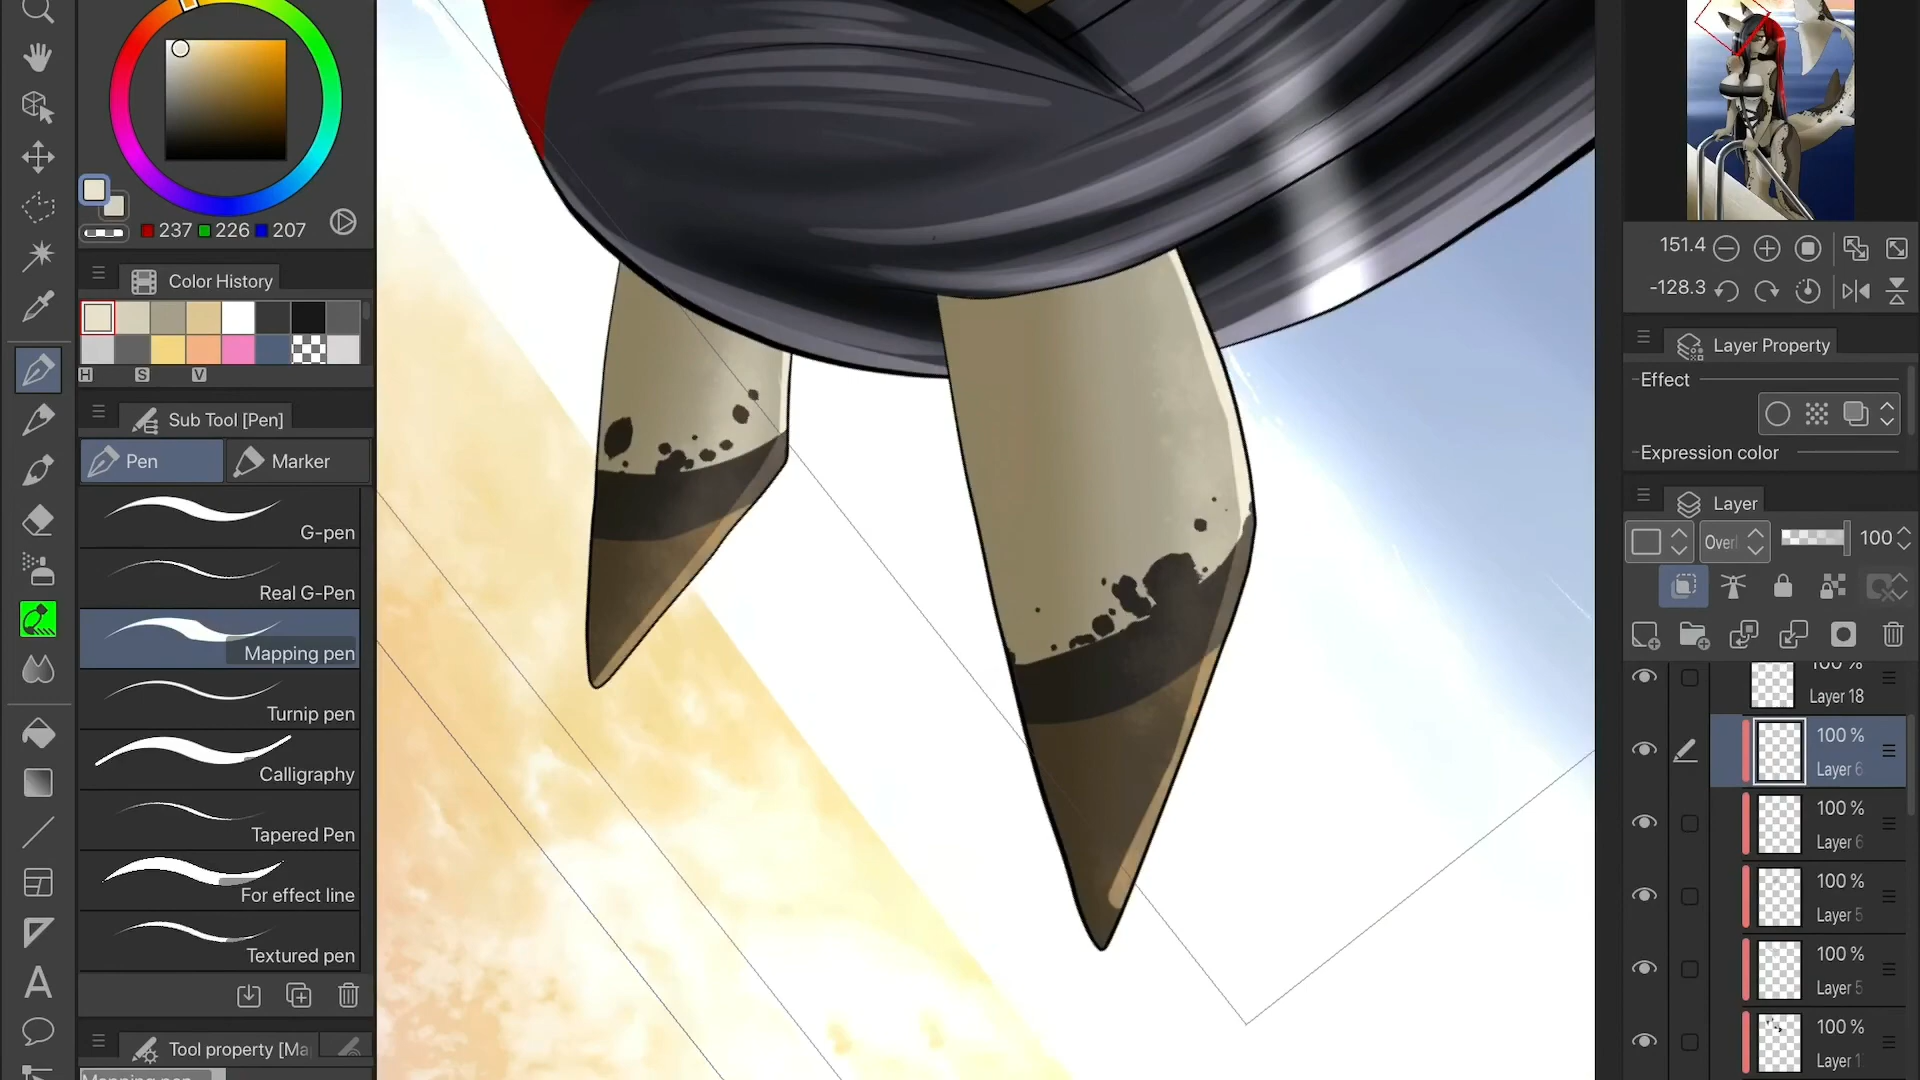 237 226 207
Color History
H S V
Sub Tool [Pen]
Pen
Marker
G-pen
Real G-Pen
Mapping pen
Turnip pen
Calligraphy
Tapered Pen
For effect line
Textured pen
Tool property [Ma
Mapping pen
A
151.4
-128.3
Layer Property
Effect
Expression color
Layer
Overl
100
100 %
Layer 18
100 %
Layer 6
100 %
Layer 6
100 %
Layer 5
100 %
Layer 5
100 %
Layer 1